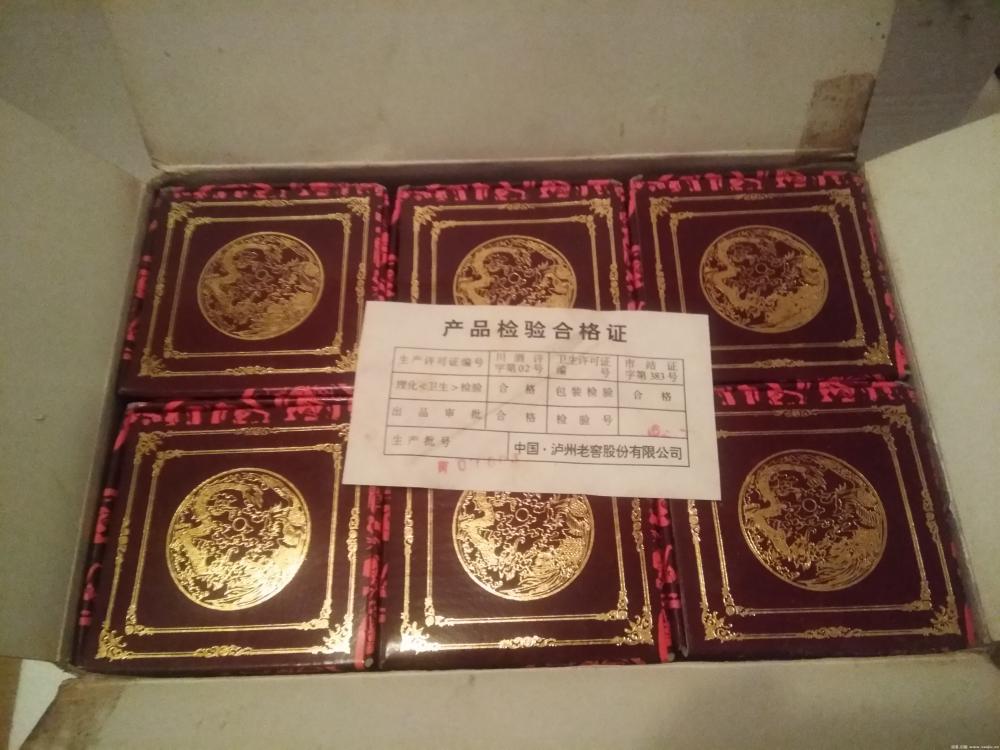 产品检验合格证
生产许可证编号 川酒许字第02号 卫生许可证编号 市站证字第383号
理化<卫生>检验 合格 包装检验 合格
出品审批 合格 检验号
生产批号 中国·泸州老窖股份有限公司